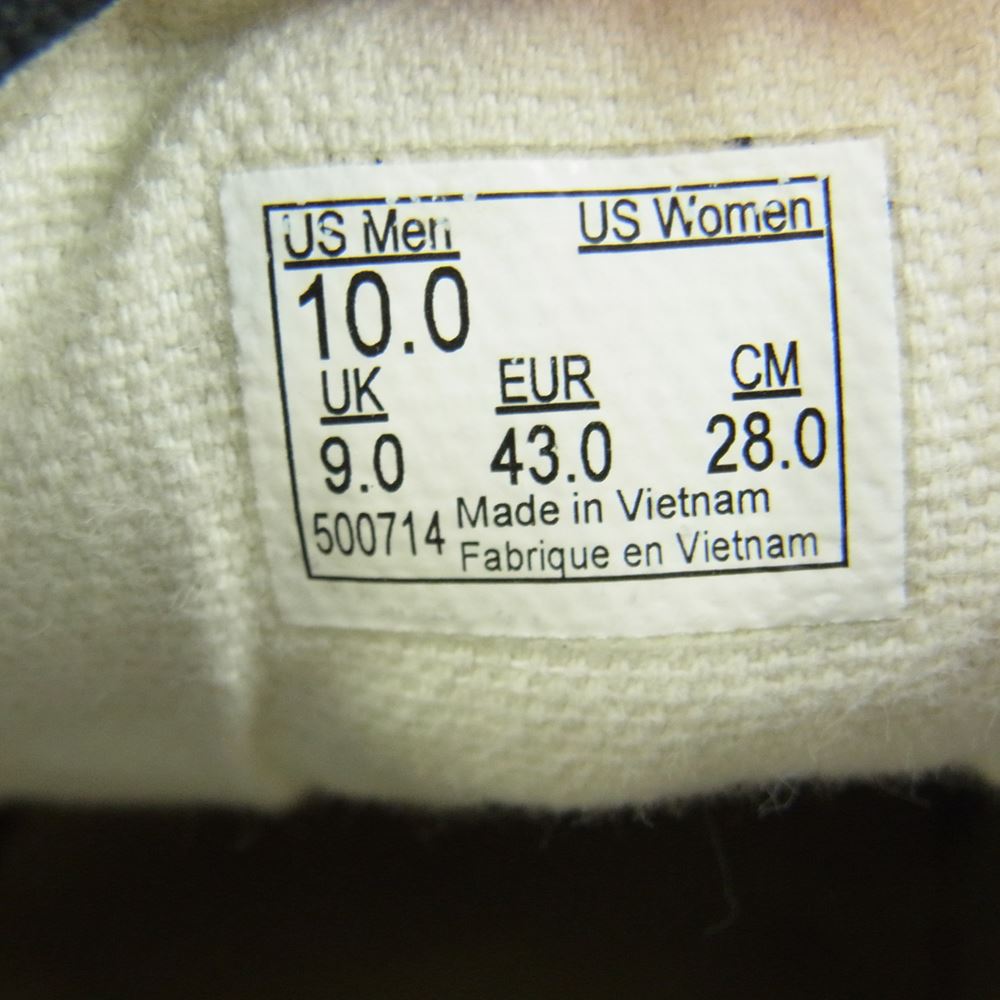 US Men US Women
10.0
UK EUR CM
9.0 43.0 28.0
500714 Made in Vietnam
Fabrique en Vietnam